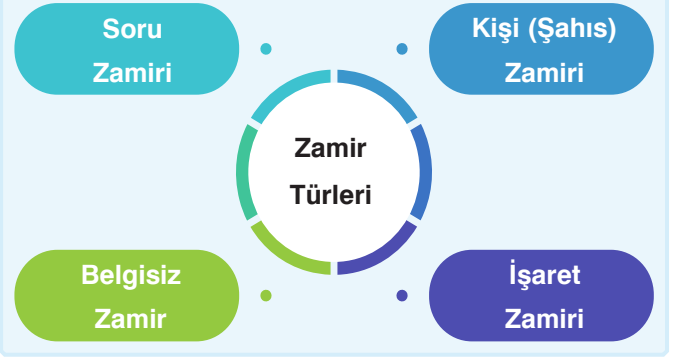 Soru
Zamiri
Kişi (Şahıs)
Zamiri
Zamir
Türleri
Belgisiz
Zamir
İşaret
Zamiri